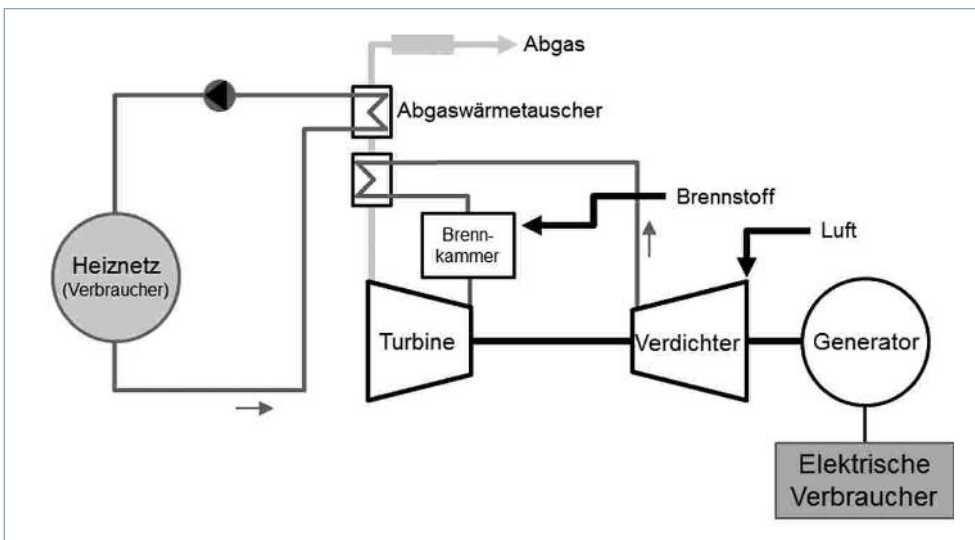 Abgas
Abgaswärmetauscher
Brennstoff
Brenn-
kammer
Luft
Heiznetz
(Verbraucher)
Turbine
Verdichter
Generator
Elektrische
Verbraucher